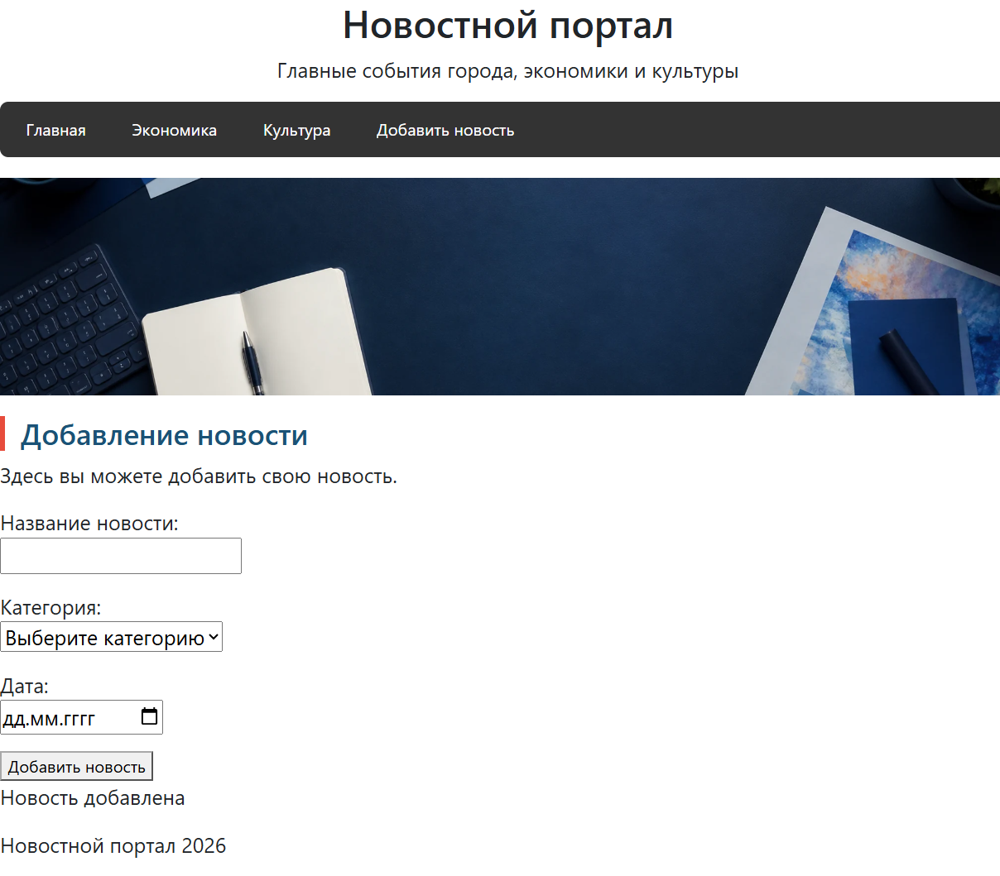 Новостной портал
Главные события города, экономики и культуры
Главная Экономика Культура Добавить новость
Добавление новости
Здесь вы можете добавить свою новость.
Название новости:
Категория:
Выберите категорию
Дата:
дд.мм.гггг
Добавить новость
Новость добавлена
Новостной портал 2026